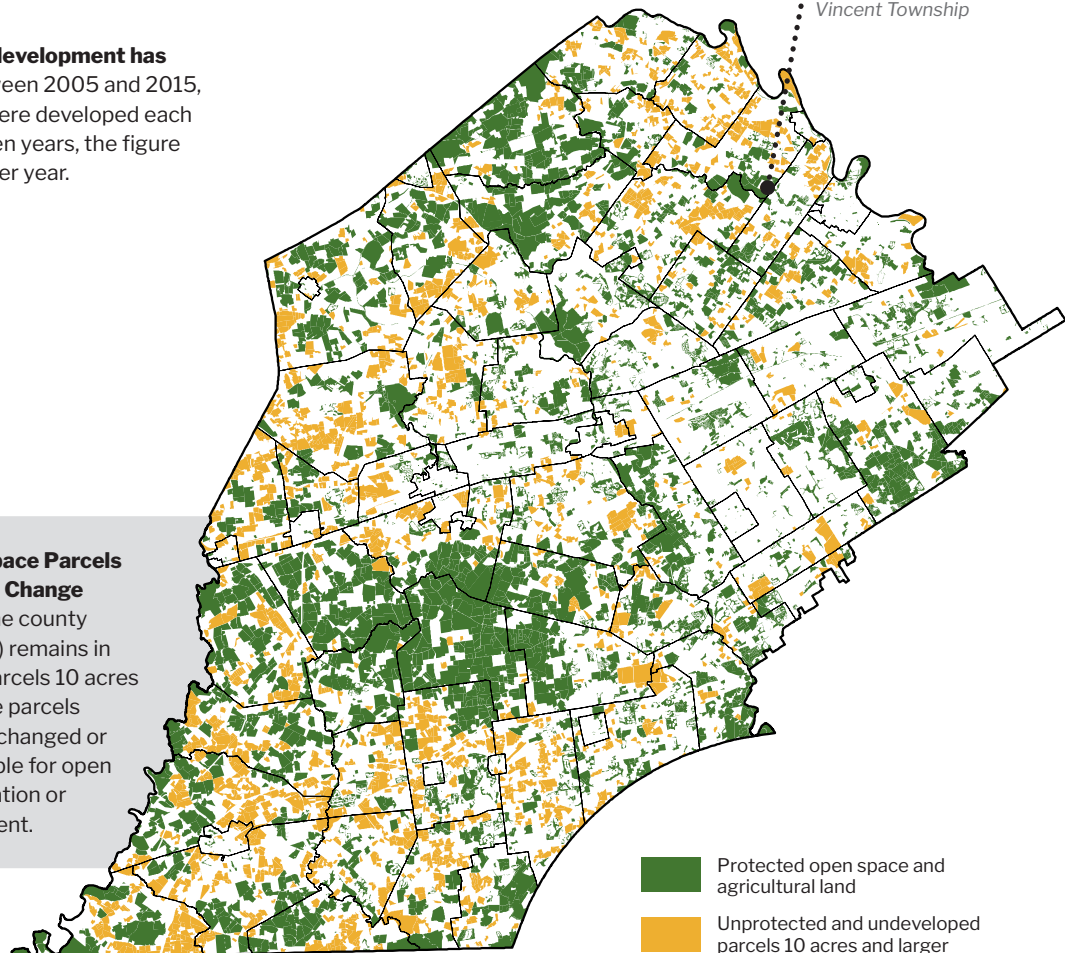 Vincent Township
development has
ween 2005 and 2015,
ere developed each
en years, the figure
er year.
pace Parcels
Change
ne county
) remains in
arcels 10 acres
e parcels
changed or
ble for open
ation or
ent.
Protected open space and
agricultural land
Unprotected and undeveloped
parcels 10 acres and larger